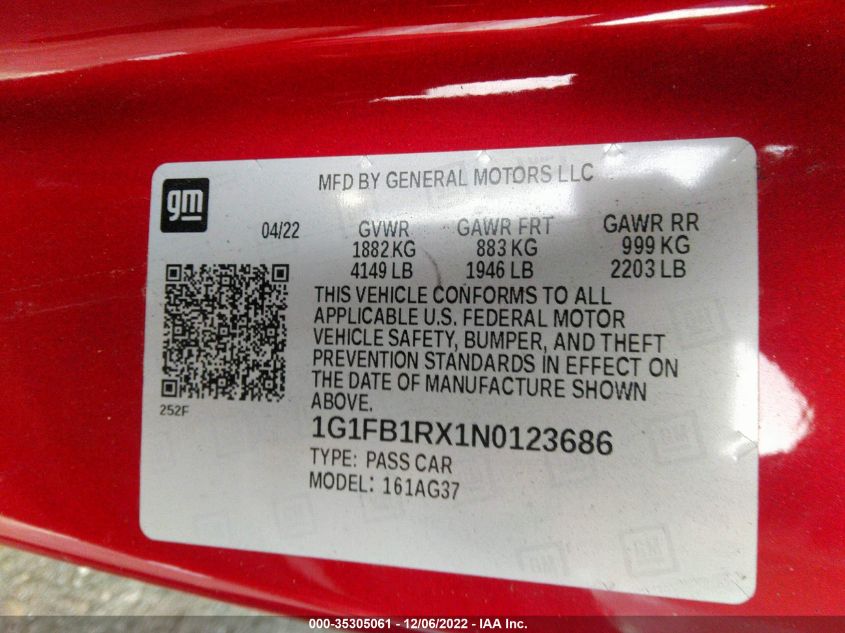 gm
MFD BY GENERAL MOTORS LLC
04/22 GVWR GAWR FRT GAWR RR
1882 KG 883 KG 999 KG
4149 LB 1946 LB 2203 LB
THIS VEHICLE CONFORMS TO ALL
APPLICABLE U.S. FEDERAL MOTOR
VEHICLE SAFETY, BUMPER, AND THEFT
PREVENTION STANDARDS IN EFFECT ON
THE DATE OF MANUFACTURE SHOWN
ABOVE.
252F
1G1FB1RX1N0123686
TYPE: PASS CAR
MODEL: 161AG37
000-35305061 - 12/06/2022 - IAA Inc.